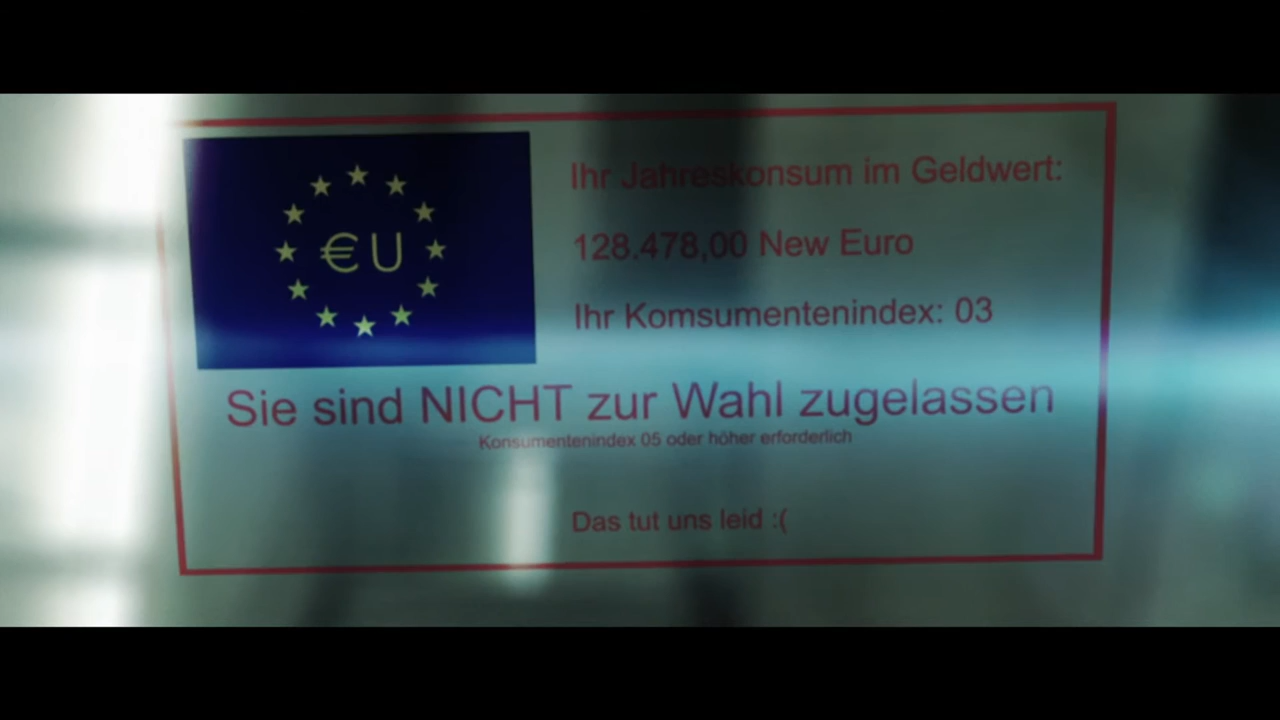 €U
Ihr Jahreskonsum im Geldwert:
128.478,00 New Euro
Ihr Komsumentenindex: 03
Sie sind NICHT zur Wahl zugelassen
Konsumentenindex 05 oder höher erforderlich
Das tut uns leid :(